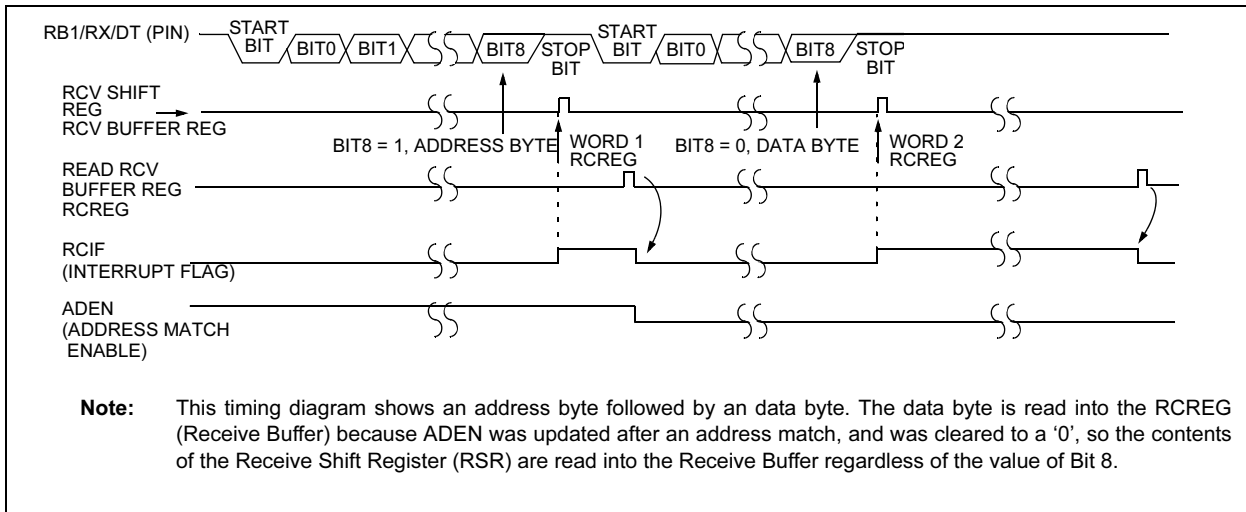 RB1/RX/DT (PIN)
START
BIT
BIT0
BIT1
BIT8
STOP
BIT
START
BIT
BIT0
BIT8
STOP
BIT
RCV SHIFT
REG
RCV BUFFER REG
BIT8 = 1, ADDRESS BYTE
WORD 1
RCREG
BIT8 = 0, DATA BYTE
WORD 2
RCREG
READ RCV
BUFFER REG
RCREG
RCIF
(INTERRUPT FLAG)
ADEN
(ADDRESS MATCH
ENABLE)
Note: This timing diagram shows an address byte followed by an data byte. The data byte is read into the RCREG
(Receive Buffer) because ADEN was updated after an address match, and was cleared to a ‘0’, so the contents
of the Receive Shift Register (RSR) are read into the Receive Buffer regardless of the value of Bit 8.